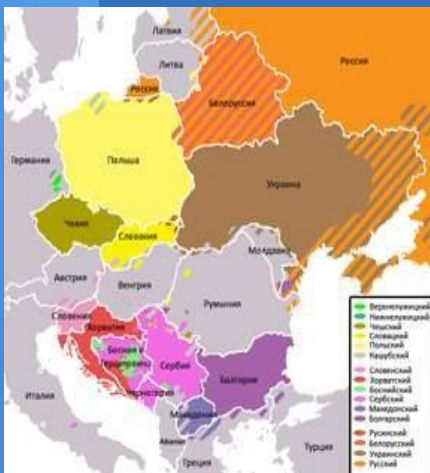 Латвия
Литва
Россия
Россия
Белоруссия
Германия
Польша
Украина
Чехия
Словакия
Молдавия
Австрия
Венгрия
Румыния
Словения
Хорватия
Босния и
Герцеговина
Сербия
Черногория
Болгария
Италия
Македония
Албания
Греция
Турция
Верхнелужицкий
Нижнелужицкий
Чешский
Словацкий
Польский
Кашубский
Словенский
Хорватский
Боснийский
Сербский
Македонский
Болгарский
Русинский
Белорусский
Украинский
Русский